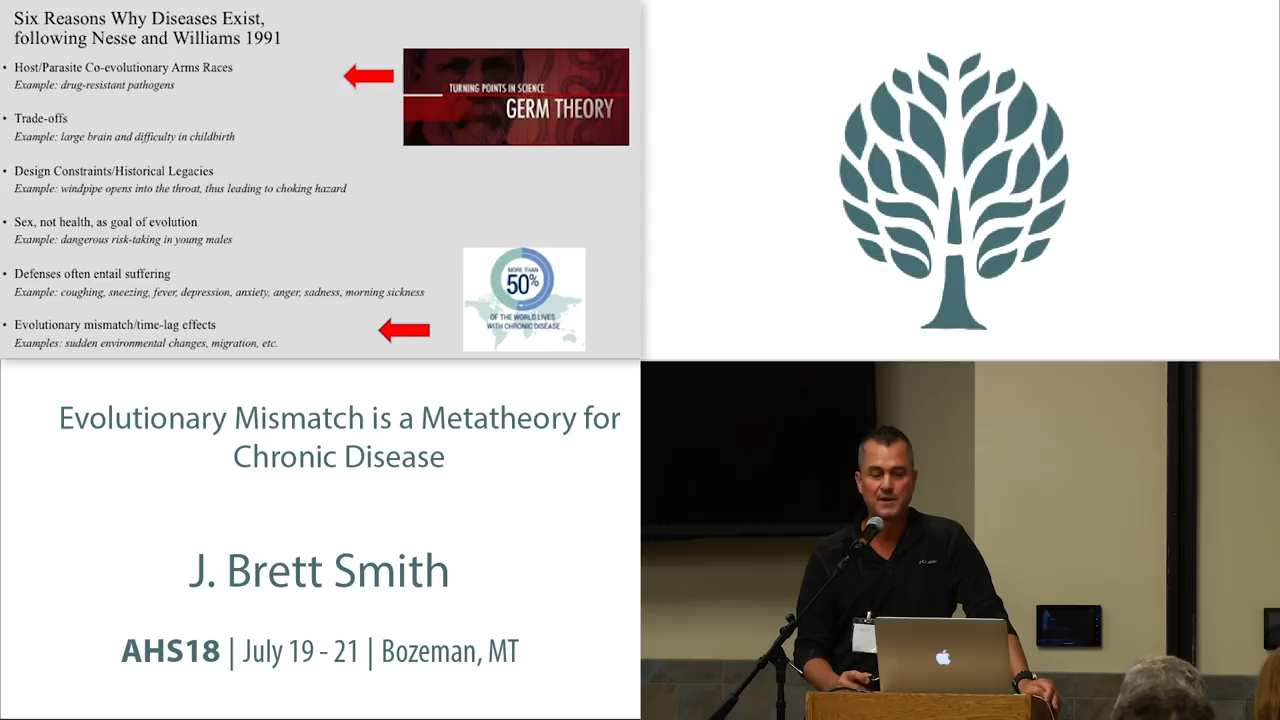 Six Reasons Why Diseases Exist,
following Nesse and Williams 1991
• Host/Parasite Co-evolutionary Arms Races
Example: drug-resistant pathogens
• Trade-offs
Example: large brain and difficulty in childbirth
• Design Constraints/Historical Legacies
Example: windpipe opens into the throat, thus leading to choking hazard
• Sex, not health, as goal of evolution
Example: dangerous risk-taking in young males
• Defenses often entail suffering
Example: coughing, sneezing, fever, depression, anxiety, anger, sadness, morning sickness
• Evolutionary mismatch/time-lag effects
Examples: sudden environmental changes, migration, etc.
TURNING POINTS IN SCIENCE
GERM THEORY
MORE THAN
50%
OF THE WORLD LIVES
WITH CHRONIC DISEASE
Evolutionary Mismatch is a Metatheory for
Chronic Disease
J. Brett Smith
AHS18 | July 19 - 21 | Bozeman, MT